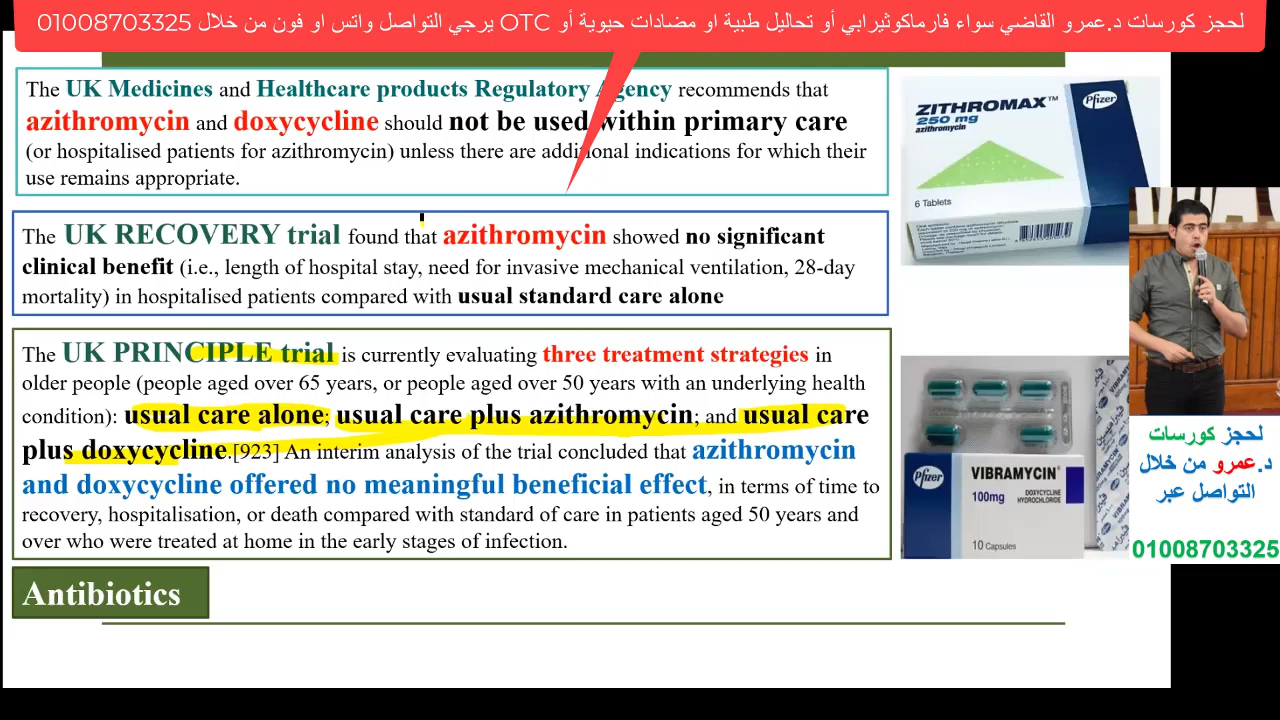 لحجز كورسات د.عمرو القاضي سواء فارماكوثيرابي أو تحاليل طبية او مضادات حيوية أو OTC يرجي التواصل واتس او فون من خلال 01008703325
The UK Medicines and Healthcare products Regulatory Agency recommends that
azithromycin and doxycycline should not be used within primary care
(or hospitalised patients for azithromycin) unless there are additional indications for which their
use remains appropriate.
The UK RECOVERY trial found that azithromycin showed no significant
clinical benefit (i.e., length of hospital stay, need for invasive mechanical ventilation, 28-day
mortality) in hospitalised patients compared with usual standard care alone
The UK PRINCIPLE trial is currently evaluating three treatment strategies in
older people (people aged over 65 years, or people aged over 50 years with an underlying health
condition): usual care alone; usual care plus azithromycin; and usual care
plus doxycycline.[923] An interim analysis of the trial concluded that azithromycin
and doxycycline offered no meaningful beneficial effect, in terms of time to
recovery, hospitalisation, or death compared with standard of care in patients aged 50 years and
over who were treated at home in the early stages of infection.
Antibiotics
ZITHROMAX™
250 mg
azithromycin
Pfizer
6 Tablets
Pfizer
VIBRAMYCIN®
100mg
DOXYCYCLINE
HYDROCHLORIDE
10 Capsules
لحجز كورسات
د.عمرو من خلال
التواصل عبر
01008703325